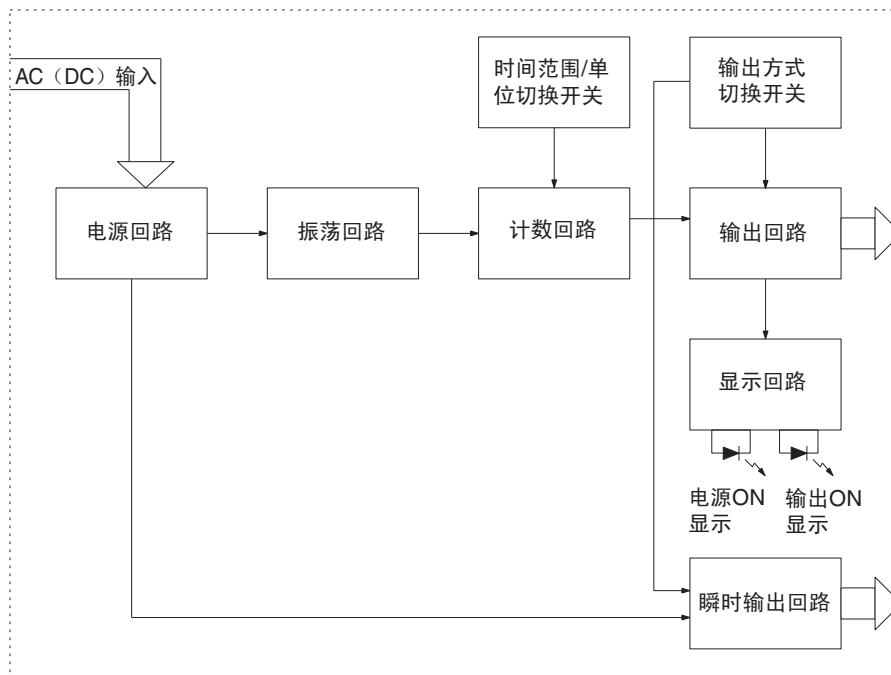 AC（DC）输入
时间范围/单
位切换开关
输出方式
切换开关
电源回路
振荡回路
计数回路
输出回路
显示回路
电源ON
显示
输出ON
显示
瞬时输出回路